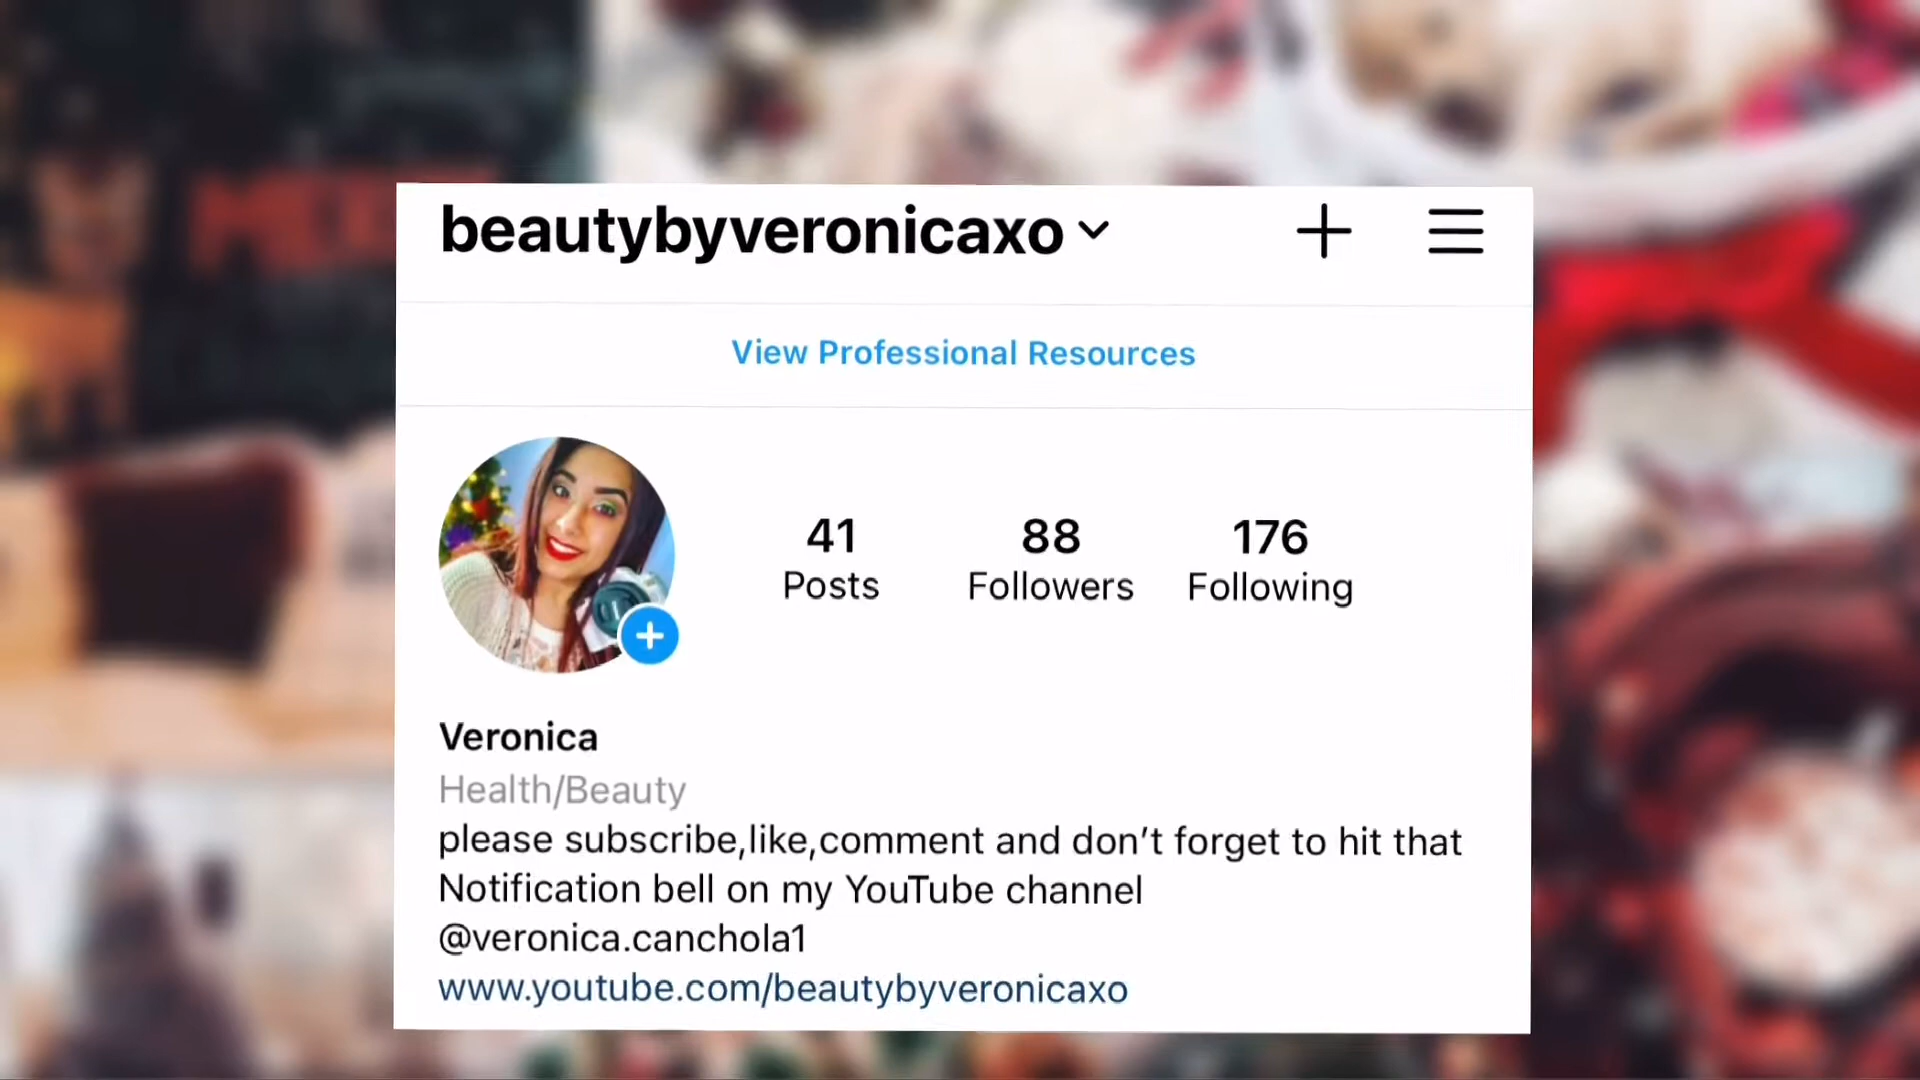 beautybyveronicaxo
View Professional Resources
41 88 176
Posts Followers Following
Veronica
Health/Beauty
please subscribe,like,comment and don't forget to hit that
Notification bell on my YouTube channel
@veronica.canchola1
www.youtube.com/beautybyveronicaxo